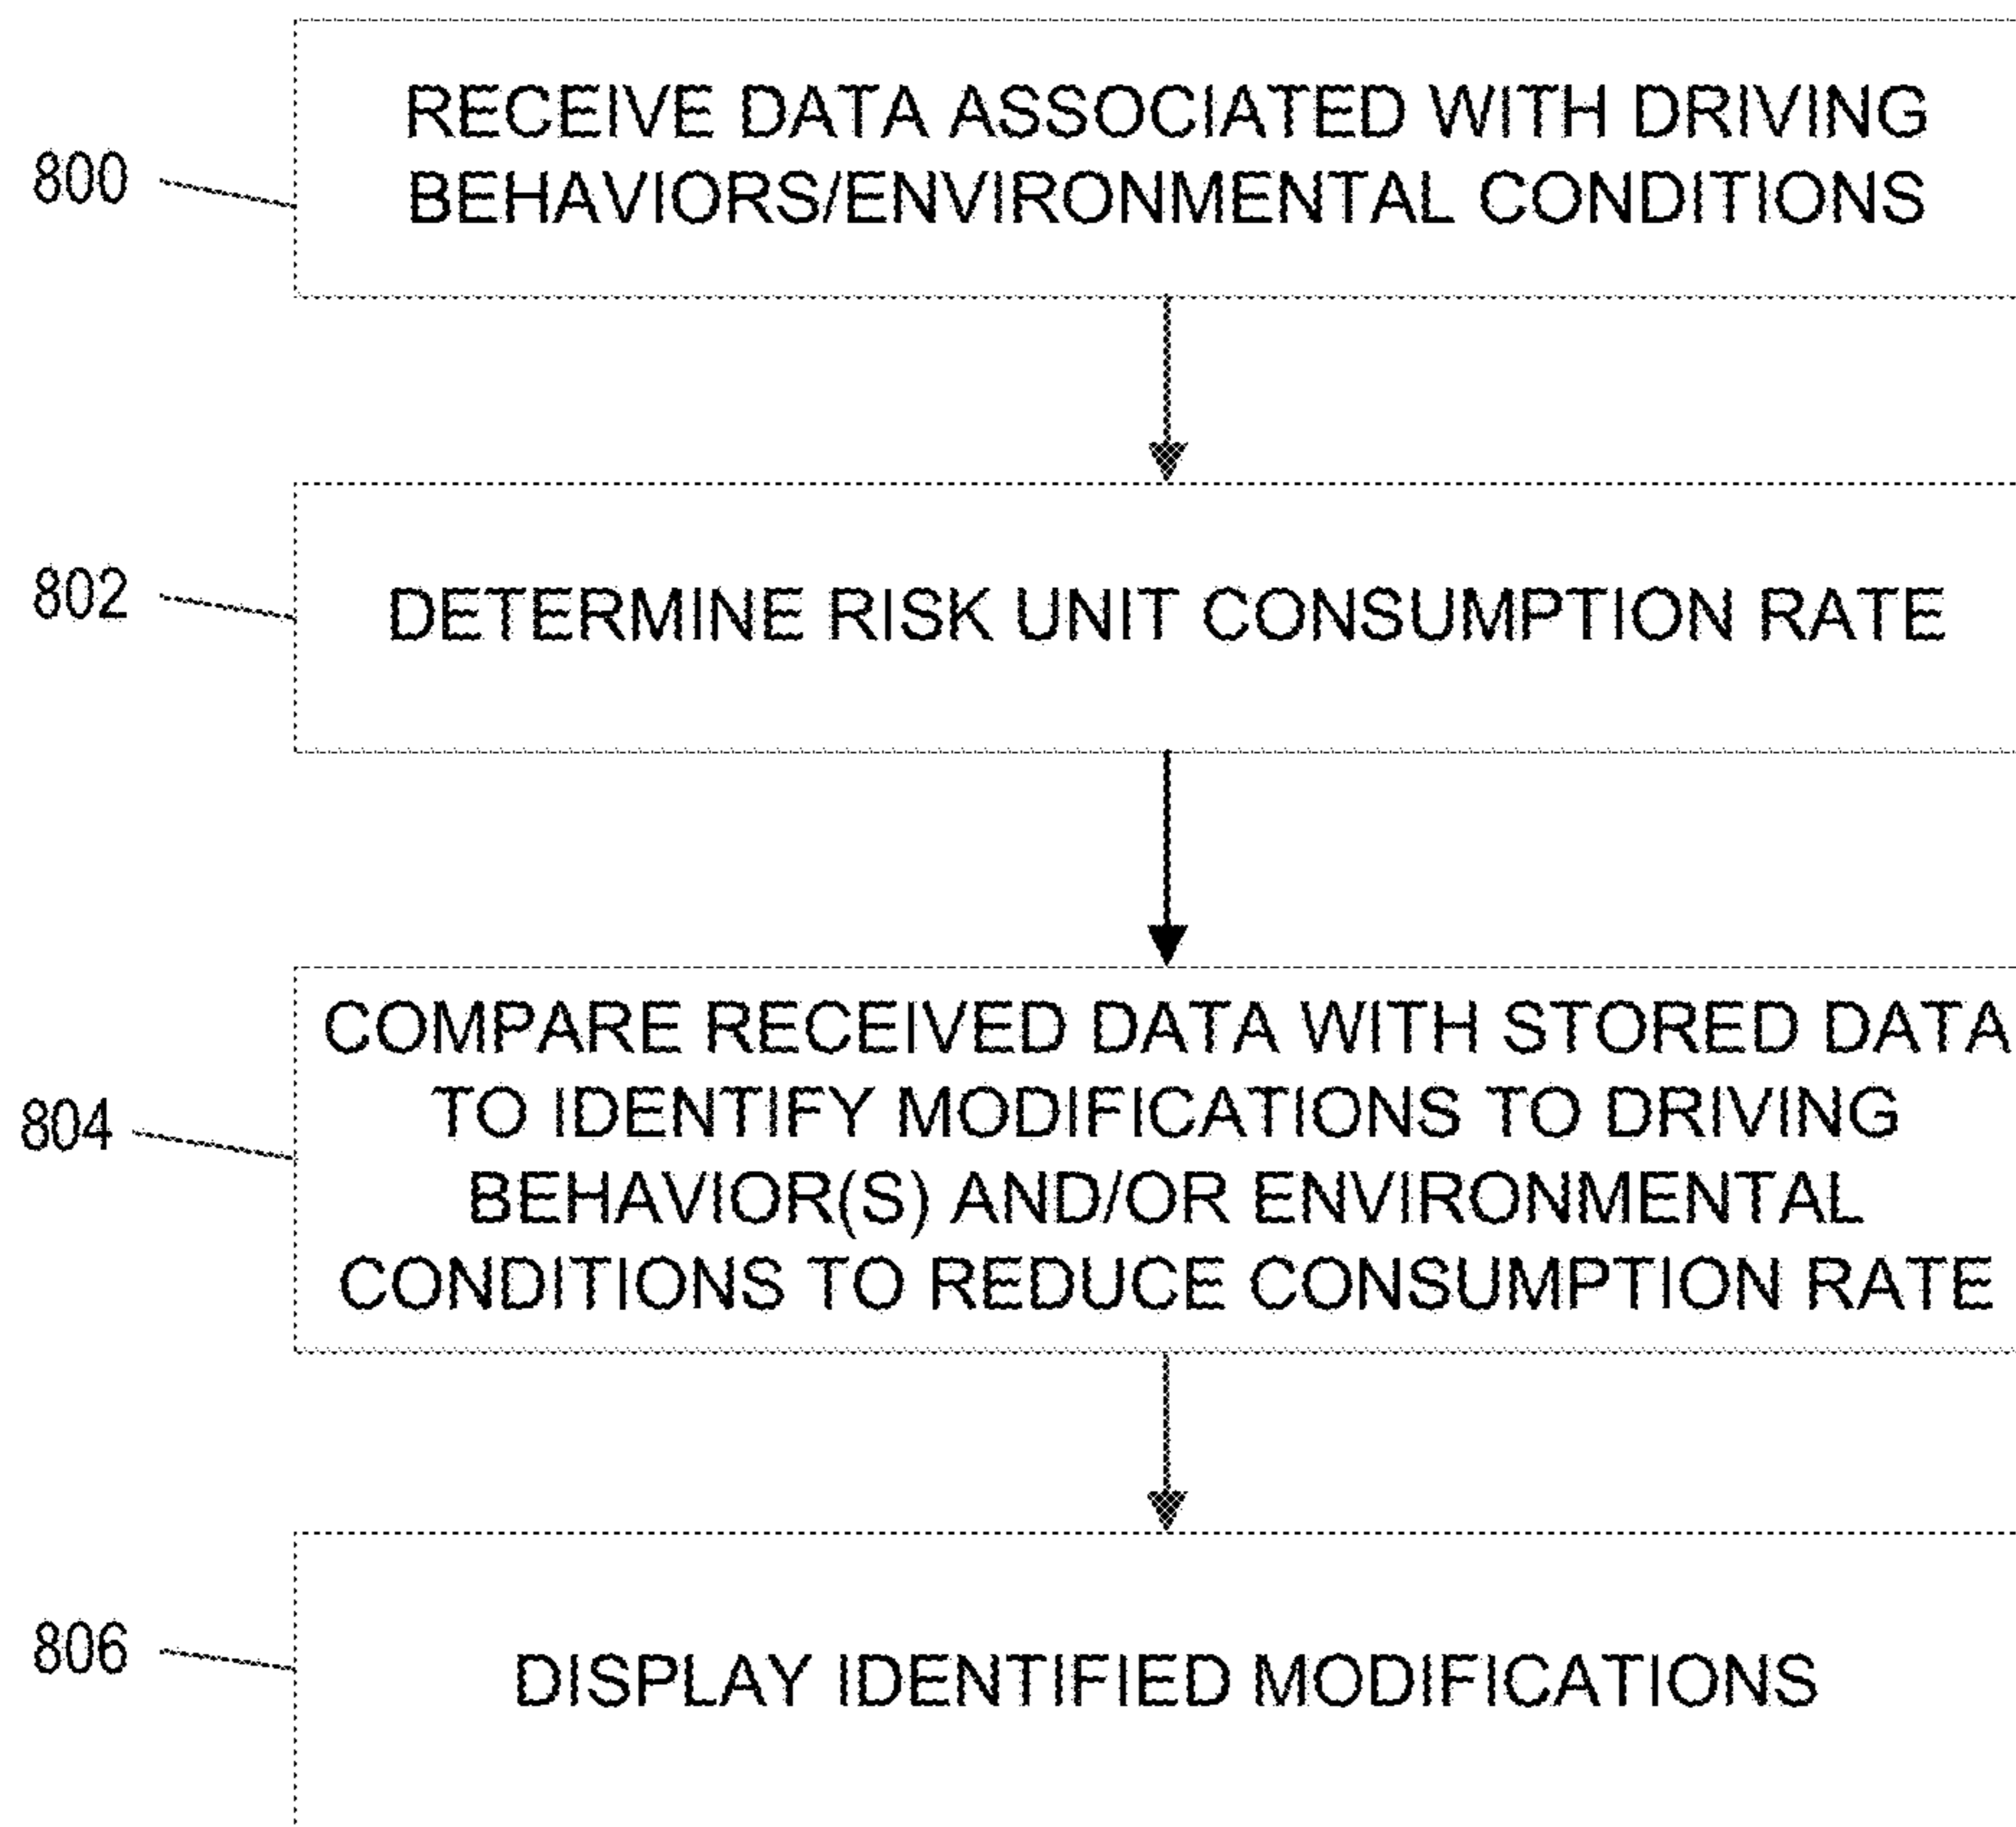 RECEIVE DATA ASSOCIATED WITH DRIVING
BEHAVIORS/ENVIRONMENTAL CONDITIONS
800
DETERMINE RISK UNIT CONSUMPTION RATE
802
COMPARE RECEIVED DATA WITH STORED DATA
TO IDENTIFY MODIFICATIONS TO DRIVING
BEHAVIOR(S) AND/OR ENVIRONMENTAL
CONDITIONS TO REDUCE CONSUMPTION RATE
804
DISPLAY IDENTIFIED MODIFICATIONS
806